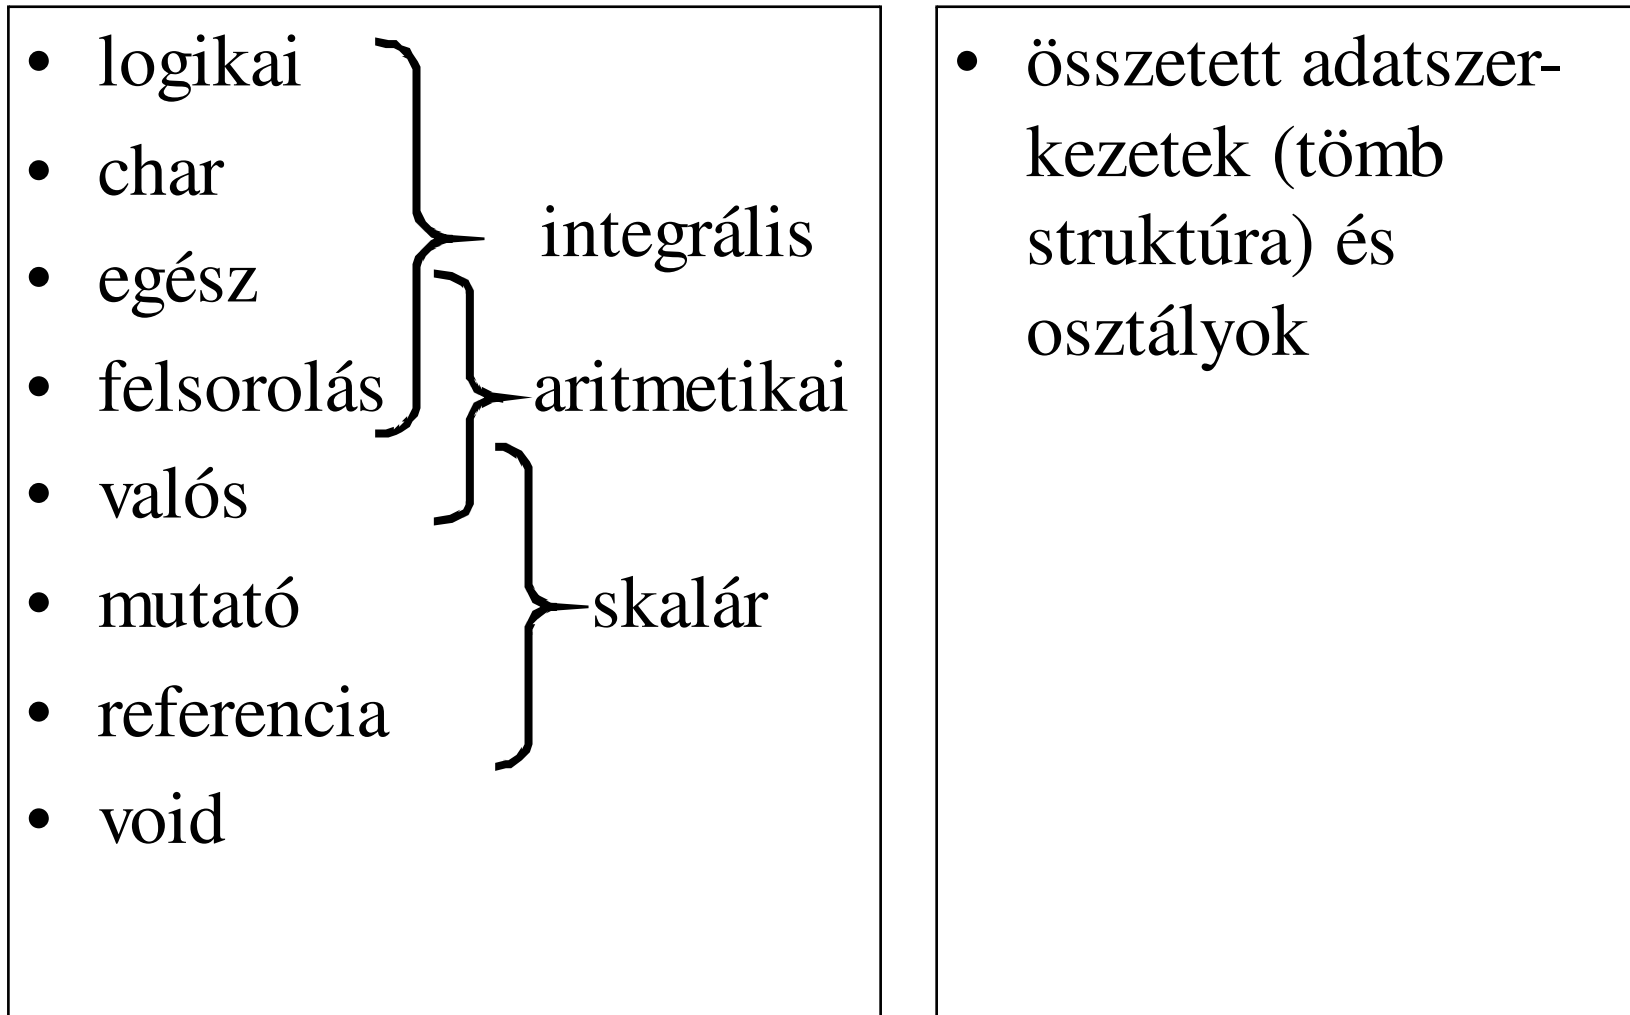 • logikai
• char
integrális
• egész
• felsorolás
aritmetikai
• valós
• mutató
skalár
• referencia
• void
• összetett adatszer-
kezetek (tömb
struktúra) és
osztályok